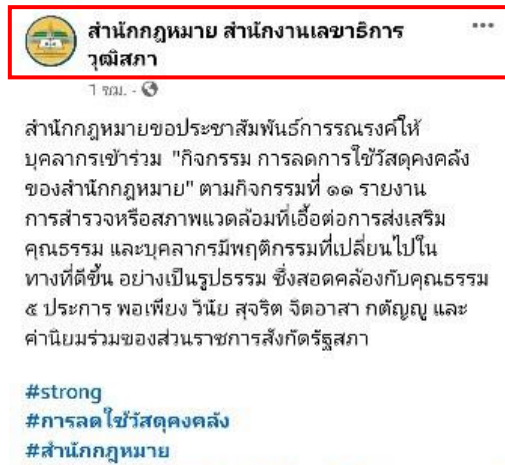 สำนักกฎหมาย สำนักงานเลขาธิการ
วุฒิสภา
1 ชม.
สำนักกฎหมายขอประชาสัมพันธ์การรณรงค์ให้
บุคลากรเข้าร่วม "กิจกรรม การลดการใช้วัสดุคงคลัง
ของสำนักกฎหมาย" ตามกิจกรรมที่ ๑๑ รายงาน
การสำรวจหรือสภาพแวดล้อมที่เอื้อต่อการส่งเสริม
คุณธรรม และบุคลากรมีพฤติกรรมที่เปลี่ยนไปใน
ทางที่ดีขึ้น อย่างเป็นรูปธรรม ซึ่งสอดคล้องกับคุณธรรม
๕ ประการ พอเพียง วินัย สุจริต จิตอาสา กตัญญู และ
ค่านิยมร่วมของส่วนราชการสังกัดรัฐสภา
#strong
#การลดใช้วัสดุคงคลัง
#สำนักกฎหมาย